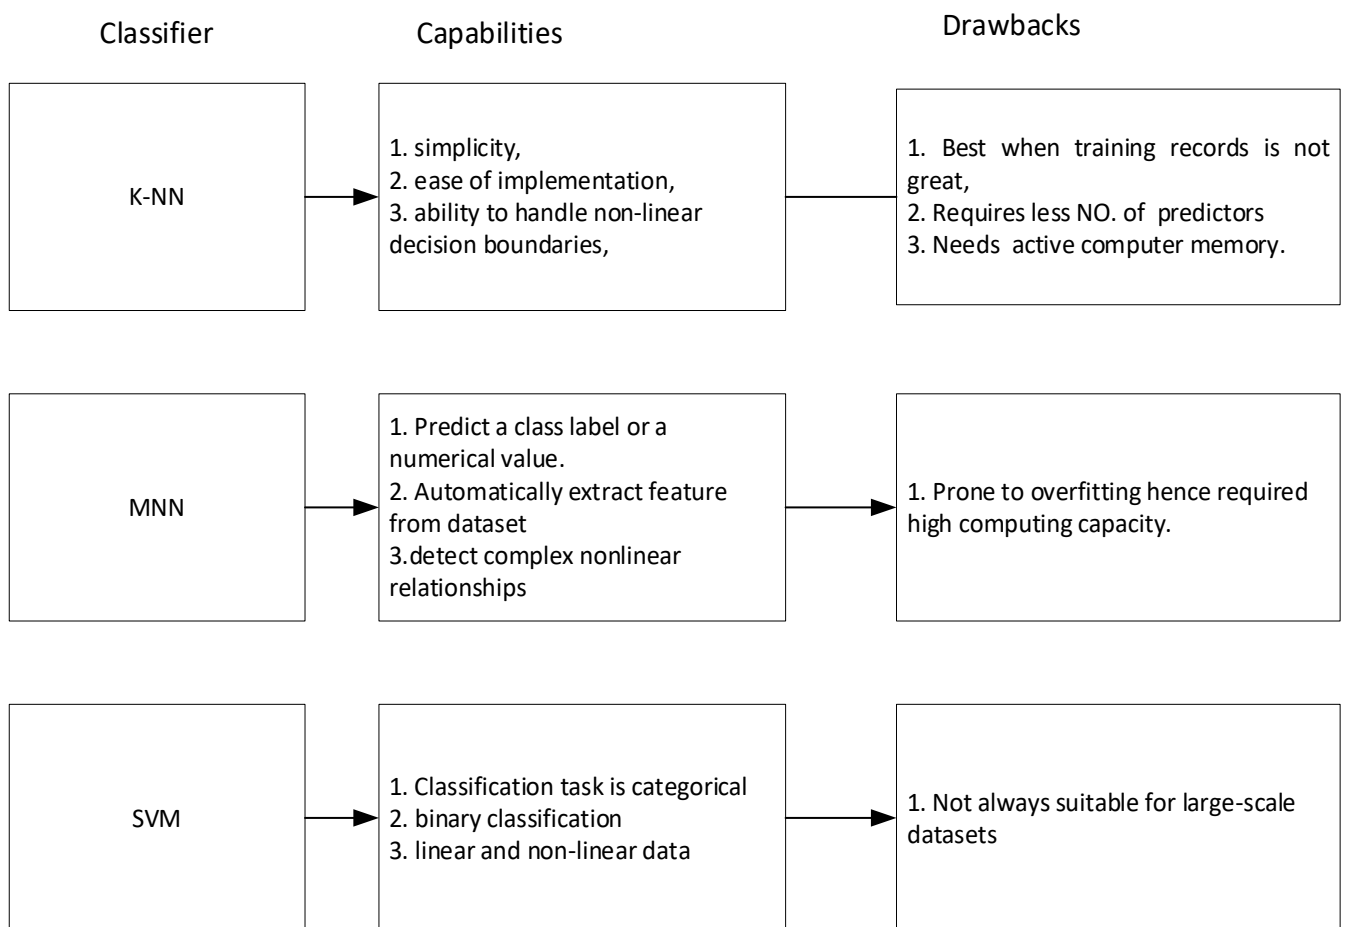 Classifier
Capabilities
Drawbacks
K-NN
1. simplicity,
2. ease of implementation,
3. ability to handle non-linear
decision boundaries,
1. Best when training records is not
great,
2. Requires less NO. of predictors
3. Needs active computer memory.
MNN
1. Predict a class label or a
numerical value.
2. Automatically extract feature
from dataset
3.detect complex nonlinear
relationships
1. Prone to overfitting hence required
high computing capacity.
SVM
1. Classification task is categorical
2. binary classification
3. linear and non-linear data
1. Not always suitable for large-scale
datasets